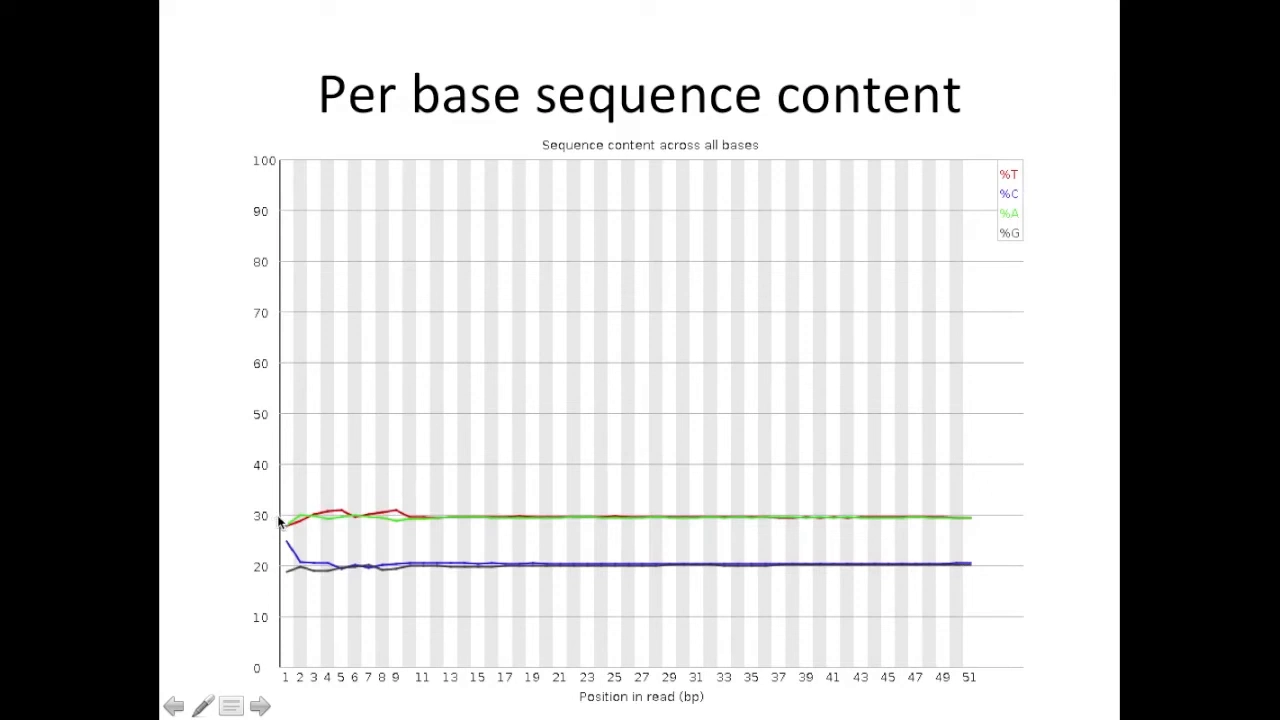 Per base sequence content
Sequence content across all bases
%T
%C
%A
%G
100
90
80
70
60
50
40
30
20
10
0
1 2 3 4 5 6 7 8 9 11 13 15 17 19 21 23 25 27 29 31 33 35 37 39 41 43 45 47 49 51
Position in read (bp)